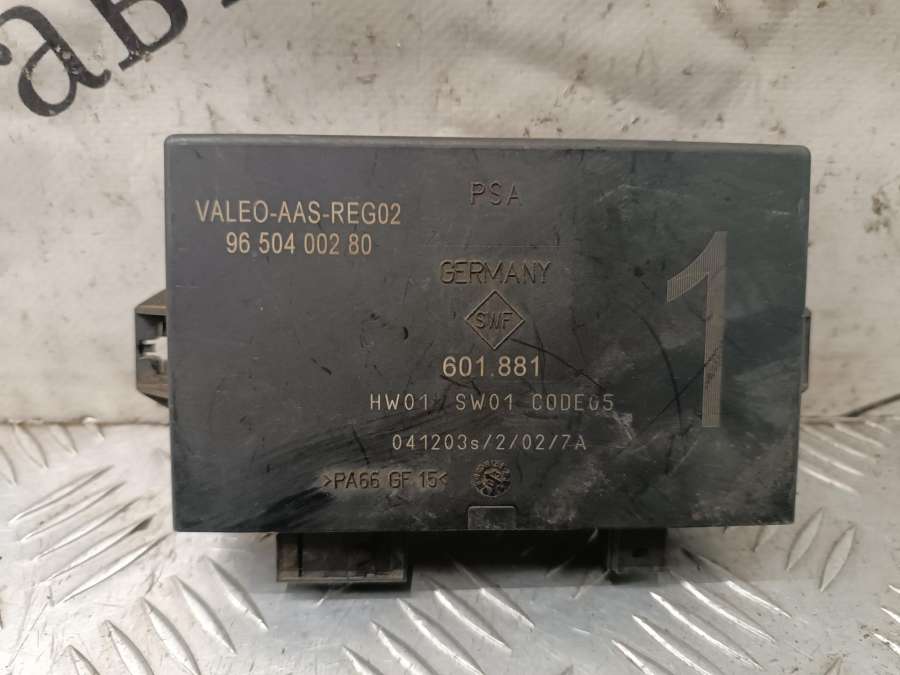 PSA
VALEO-AAS-REG02
96 504 002 80
GERMANY
SWF
1
601.881
HW01 SW01 CODE05
041203s/2/02/7A
>PA66 GF 15<